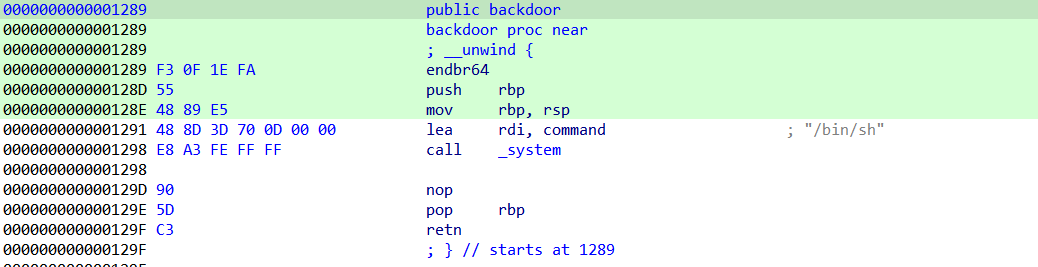 0000000000001289 public backdoor
0000000000001289 backdoor proc near
0000000000001289 ; __unwind {
0000000000001289 F3 0F 1E FA endbr64
000000000000128D 55 push rbp
000000000000128E 48 89 E5 mov rbp, rsp
0000000000001291 48 8D 3D 70 0D 00 00 lea rdi, command ; "/bin/sh"
0000000000001298 E8 A3 FE FF FF call _system
0000000000001298
000000000000129D 90 nop
000000000000129E 5D pop rbp
000000000000129F C3 retn
000000000000129F ; } // starts at 1289